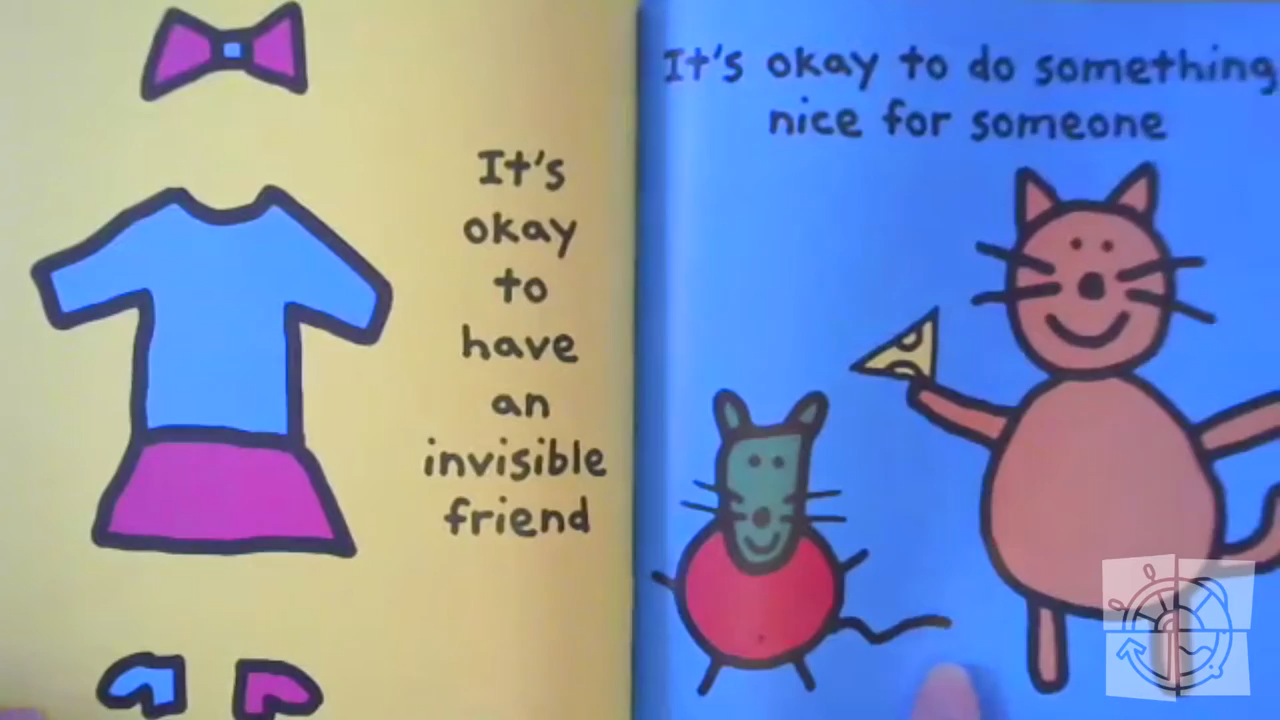 It's
okay
to
have
an
invisible
friend
It's okay to do something
nice for someone